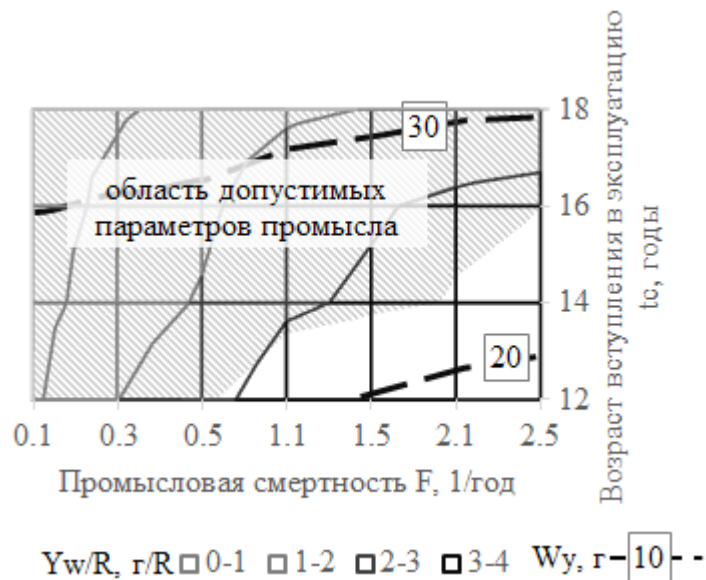 18
16
14
12
Возраст вступления в эксплуатацию
tc, годы
30
20
область допустимых
параметров промысла
0.1 0.3 0.5 1.1 1.5 2.1 2.5
Промысловая смертность F, 1/год
Yw/R, г/R 0-1 1-2 2-3 3-4 Wy, г 10